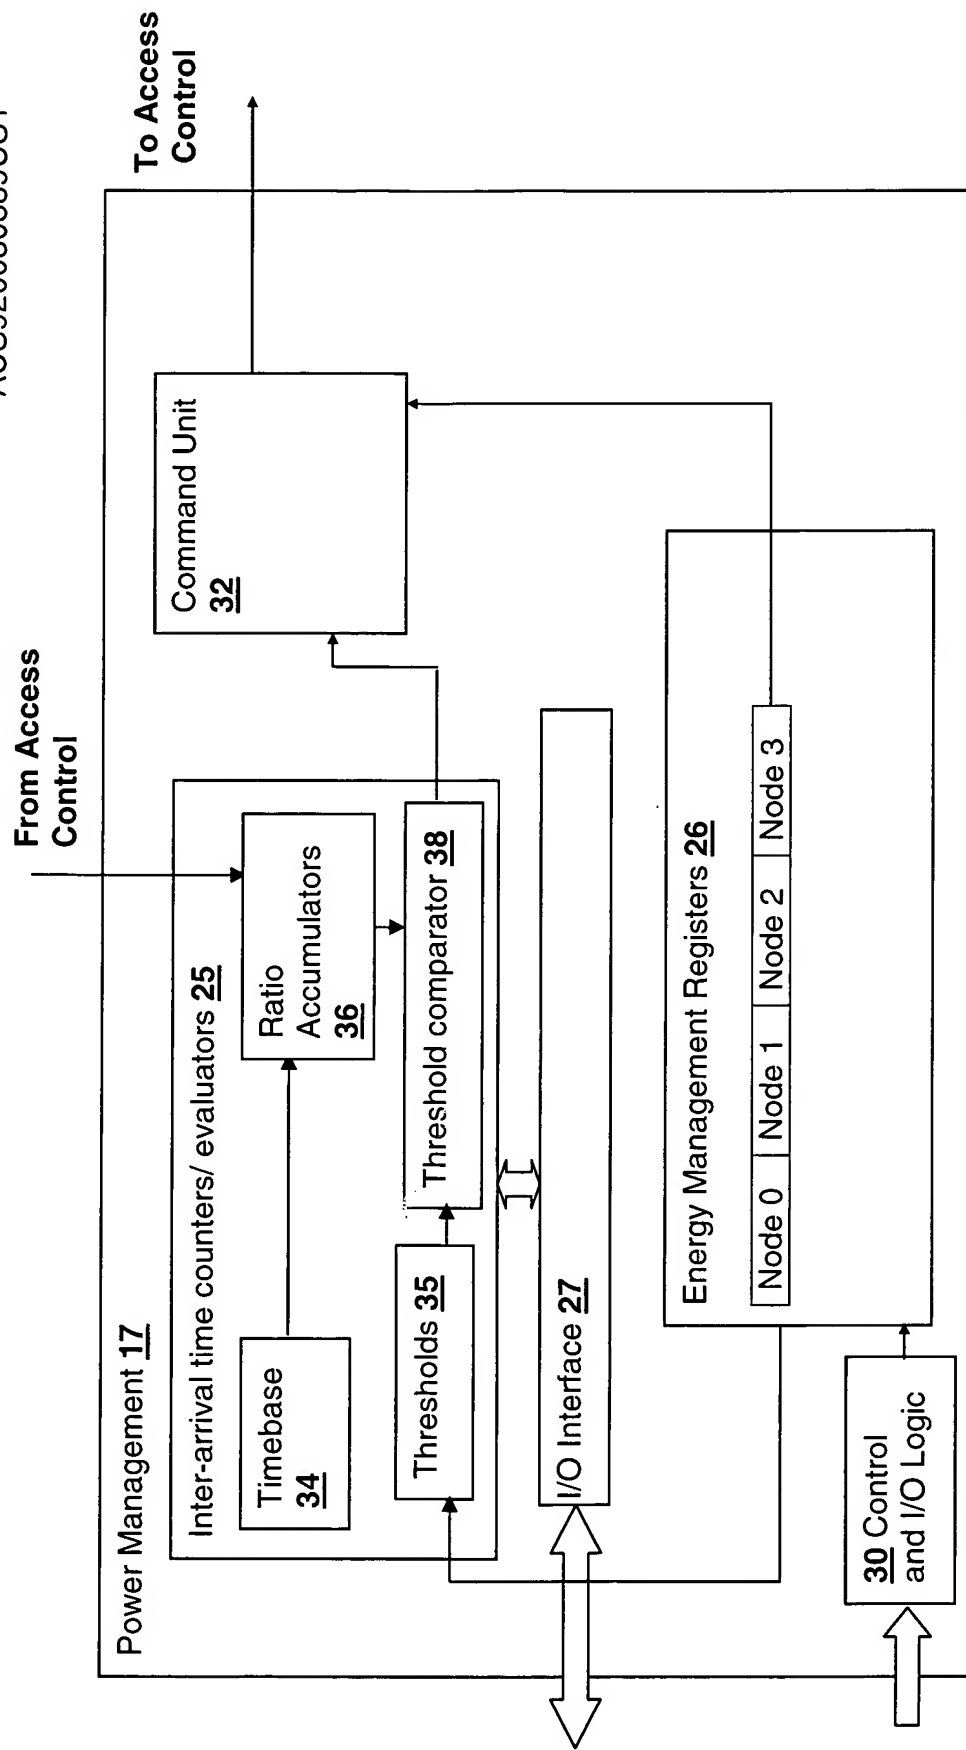 From Access
Control
To Access
Control
Power Management 17
Inter-arrival time counters/ evaluators 25
Timebase
34
Ratio
Accumulators
36
Command Unit
32
Thresholds 35
Threshold comparator 38
I/O Interface 27
Energy Management Registers 26
Node 0
Node 1
Node 2
Node 3
30 Control
and I/O Logic